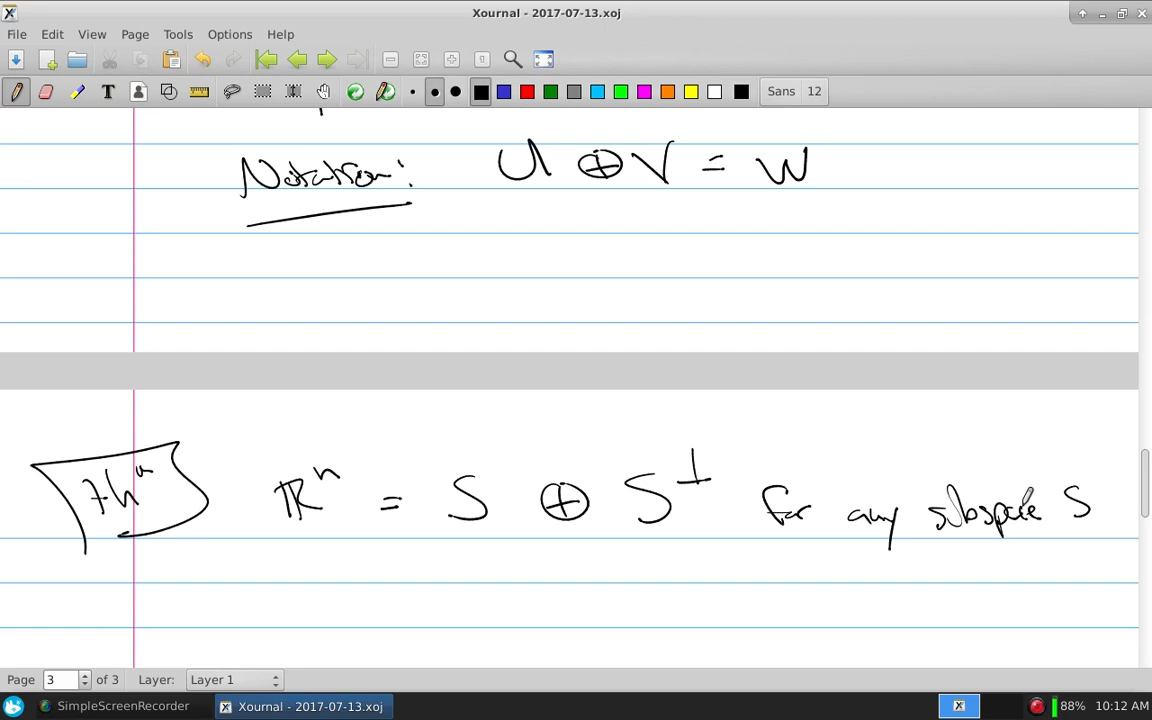 Xournal - 2017-07-13.xoj
File Edit View Page Tools Options Help
Sans 12
Notation: U ⊕ V = W
Thm ℝⁿ = S ⊕ S^⊥ for any subspace S
Page 3 of 3 Layer: Layer 1
SimpleScreenRecorder Xournal - 2017-07-13.xoj 88% 10:12 AM